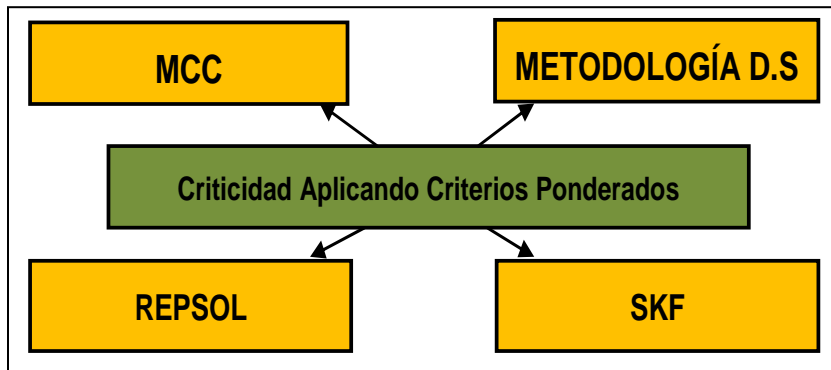 MCC
METODOLOGÍA D.S
Criticidad Aplicando Criterios Ponderados
REPSOL
SKF